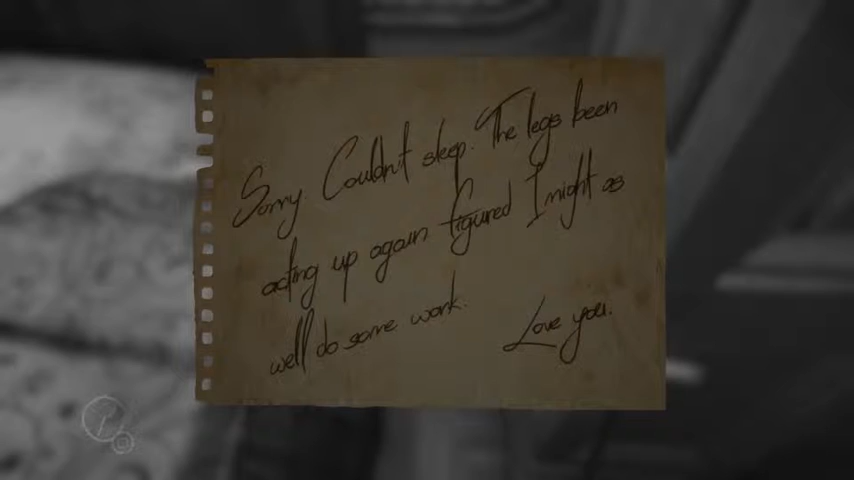 Sorry. Couldn't sleep. The legs been
acting up again figured I might as
well do some work.
Love you.